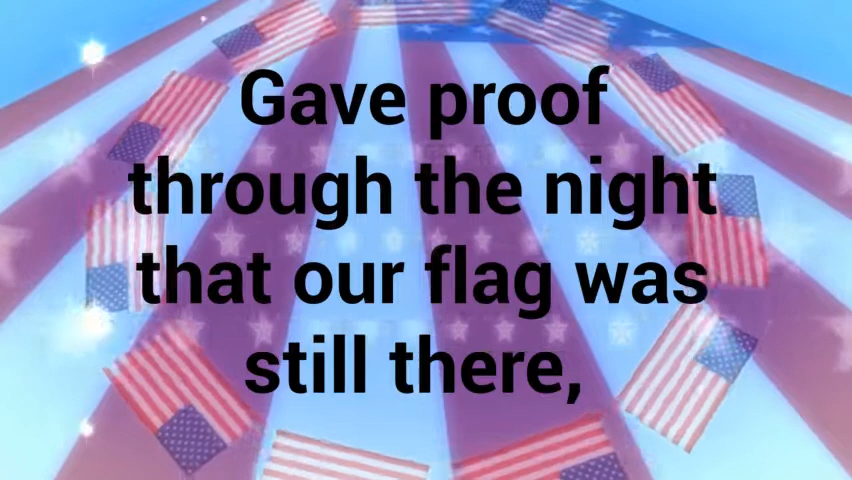 Gave proof
through the night
that our flag was
still there,